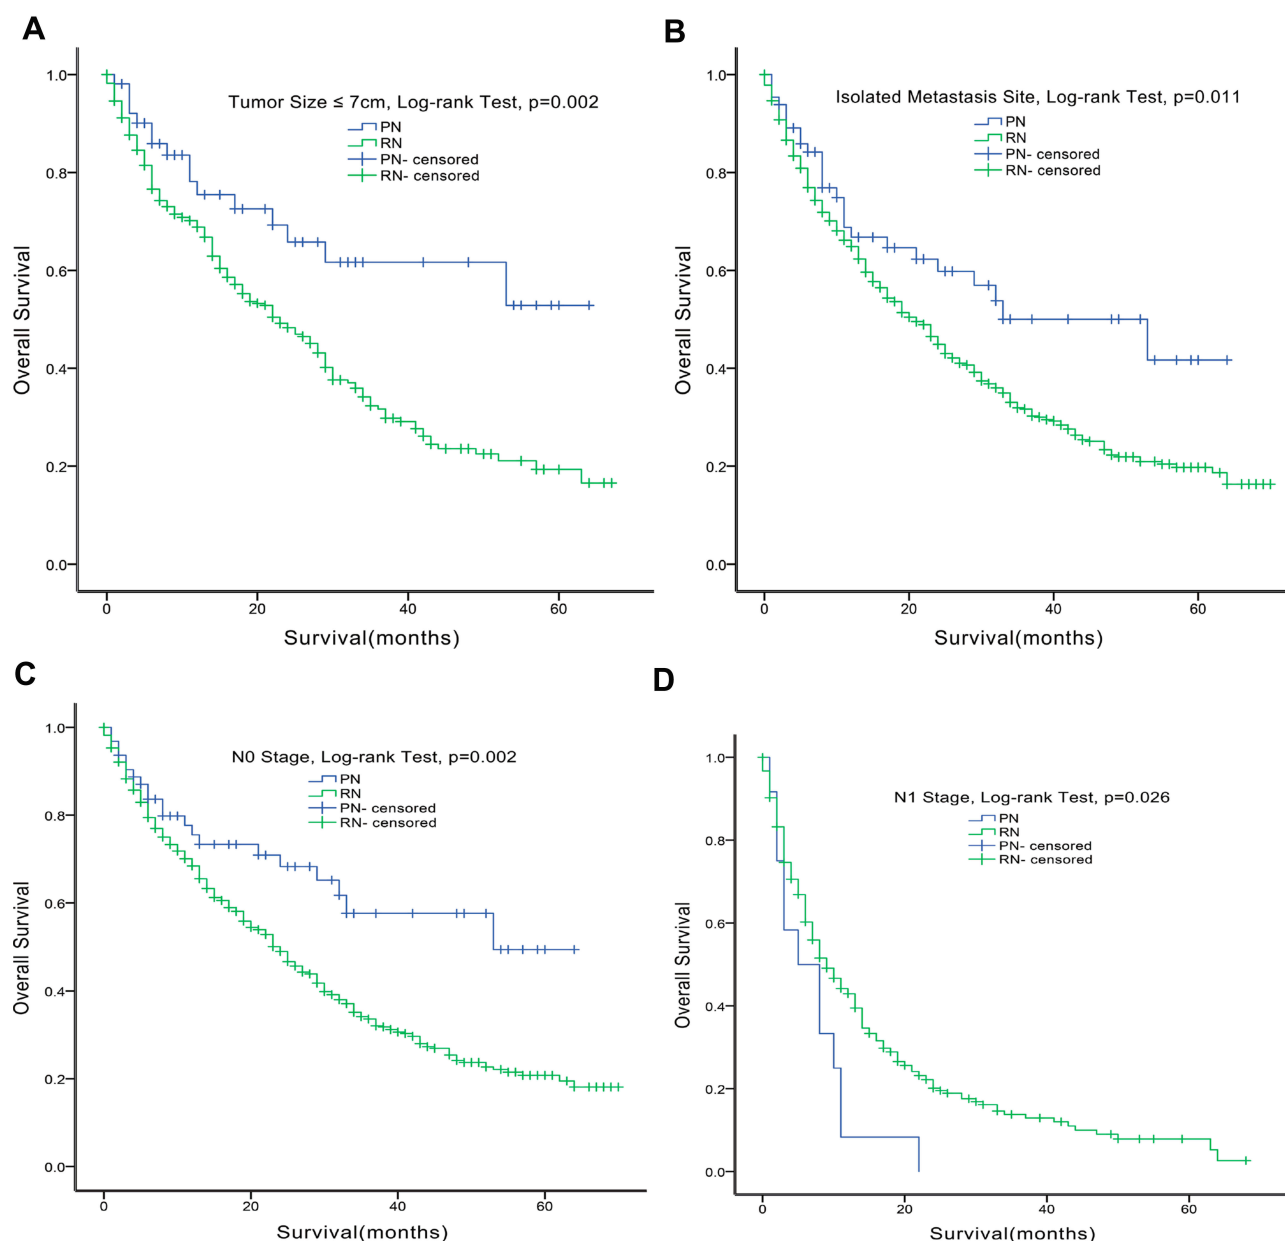 A
Tumor Size ≤ 7cm, Log-rank Test, p=0.002
PN
RN
PN- censored
RN- censored
1.0
0.8
0.6
0.4
0.2
0.0
Overall Survival
0 20 40 60
Survival(months)
B
Isolated Metastasis Site, Log-rank Test, p=0.011
PN
RN
PN- censored
RN- censored
1.0
0.8
0.6
0.4
0.2
0.0
Overall Survival
0 20 40 60
Survival(months)
C
N0 Stage, Log-rank Test, p=0.002
PN
RN
PN- censored
RN- censored
1.0
0.8
0.6
0.4
0.2
0.0
Overall Survival
0 20 40 60
Survival(months)
D
N1 Stage, Log-rank Test, p=0.026
PN
RN
PN- censored
RN- censored
1.0
0.8
0.6
0.4
0.2
0.0
Overall Survival
0 20 40 60
Survival(months)